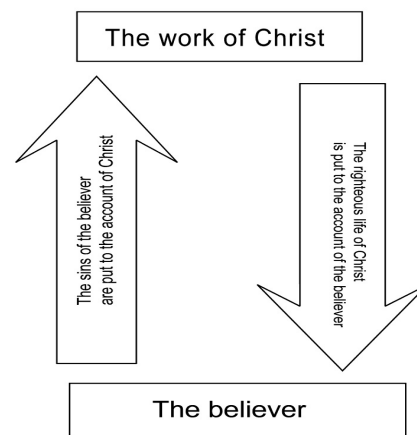 The work of Christ
The sins of the believer
are put to the account of Christ
The righteous life of Christ
is put to the account of the believer
The believer